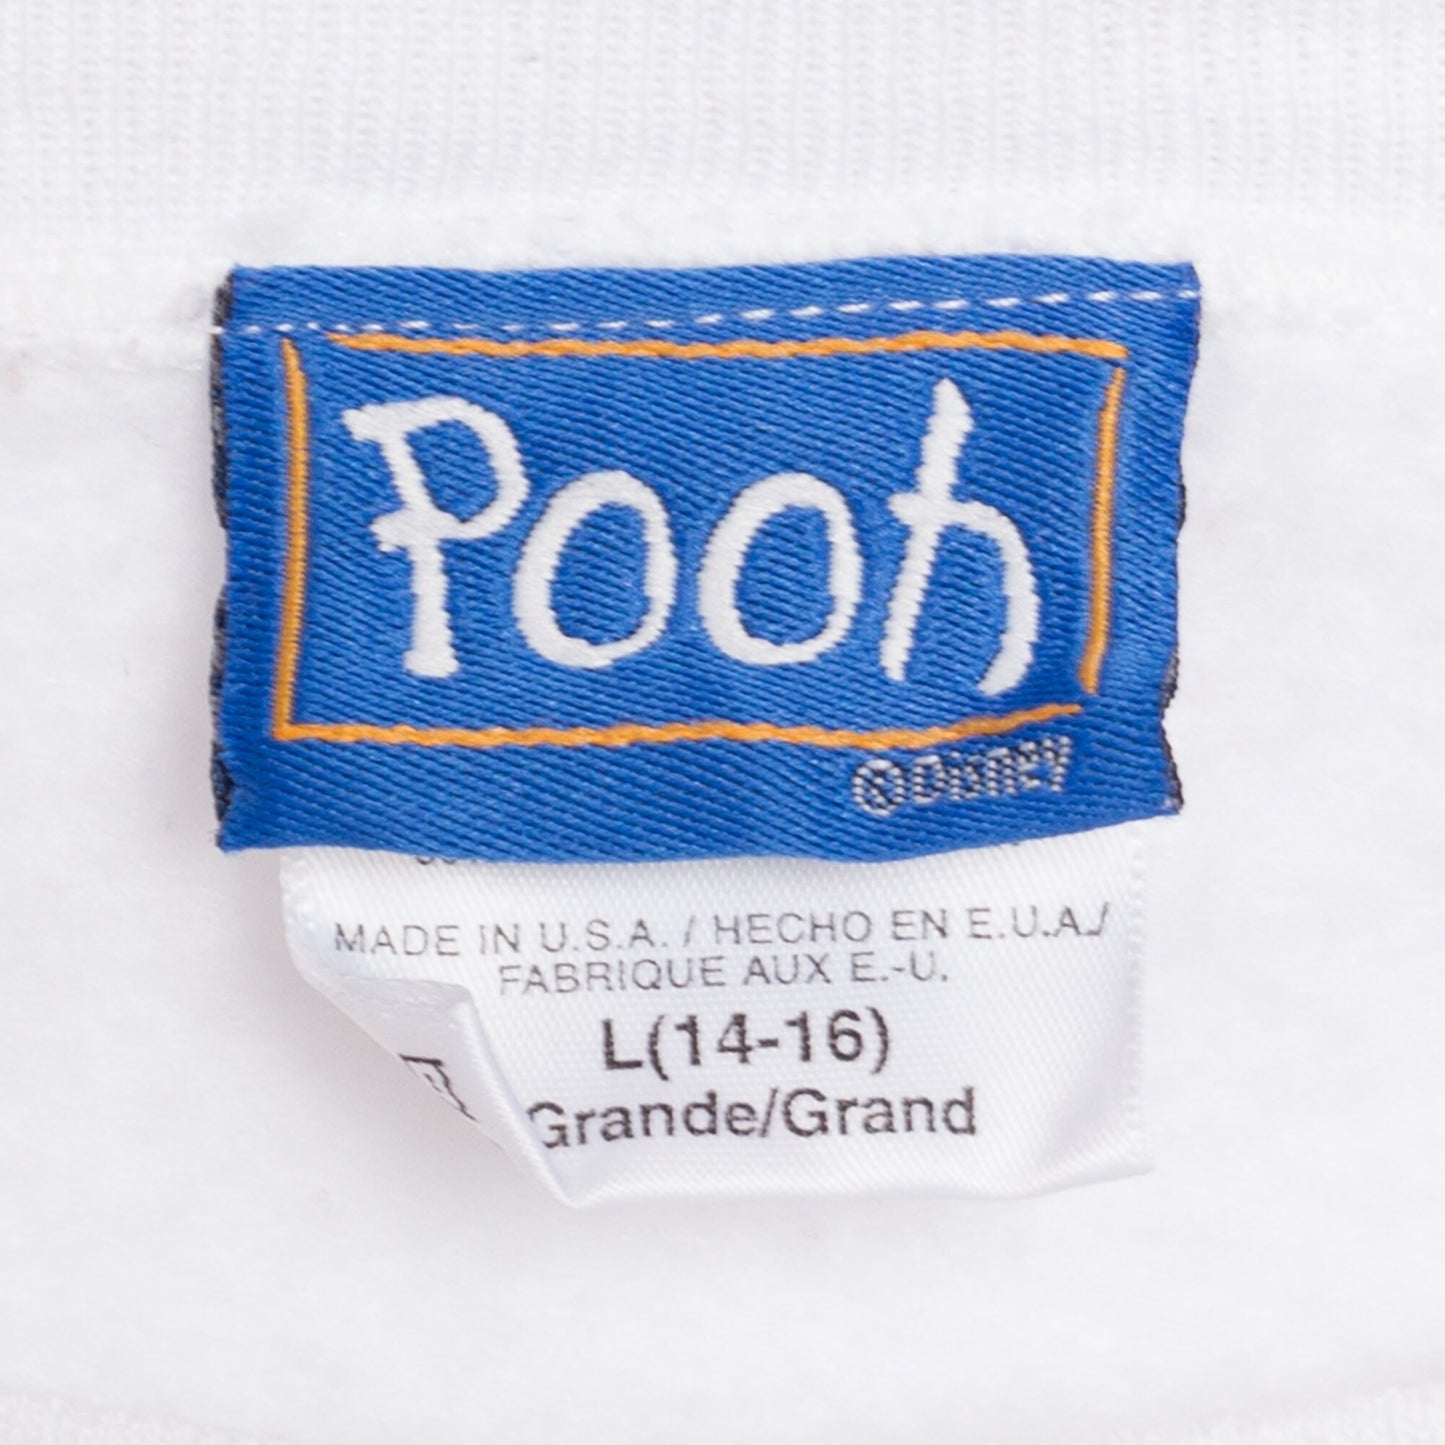 Pooh
©Disney
MADE IN U.S.A. / HECHO EN E.U.A./
FABRIQUE AUX E.-U.
L(14-16)
Grande/Grand